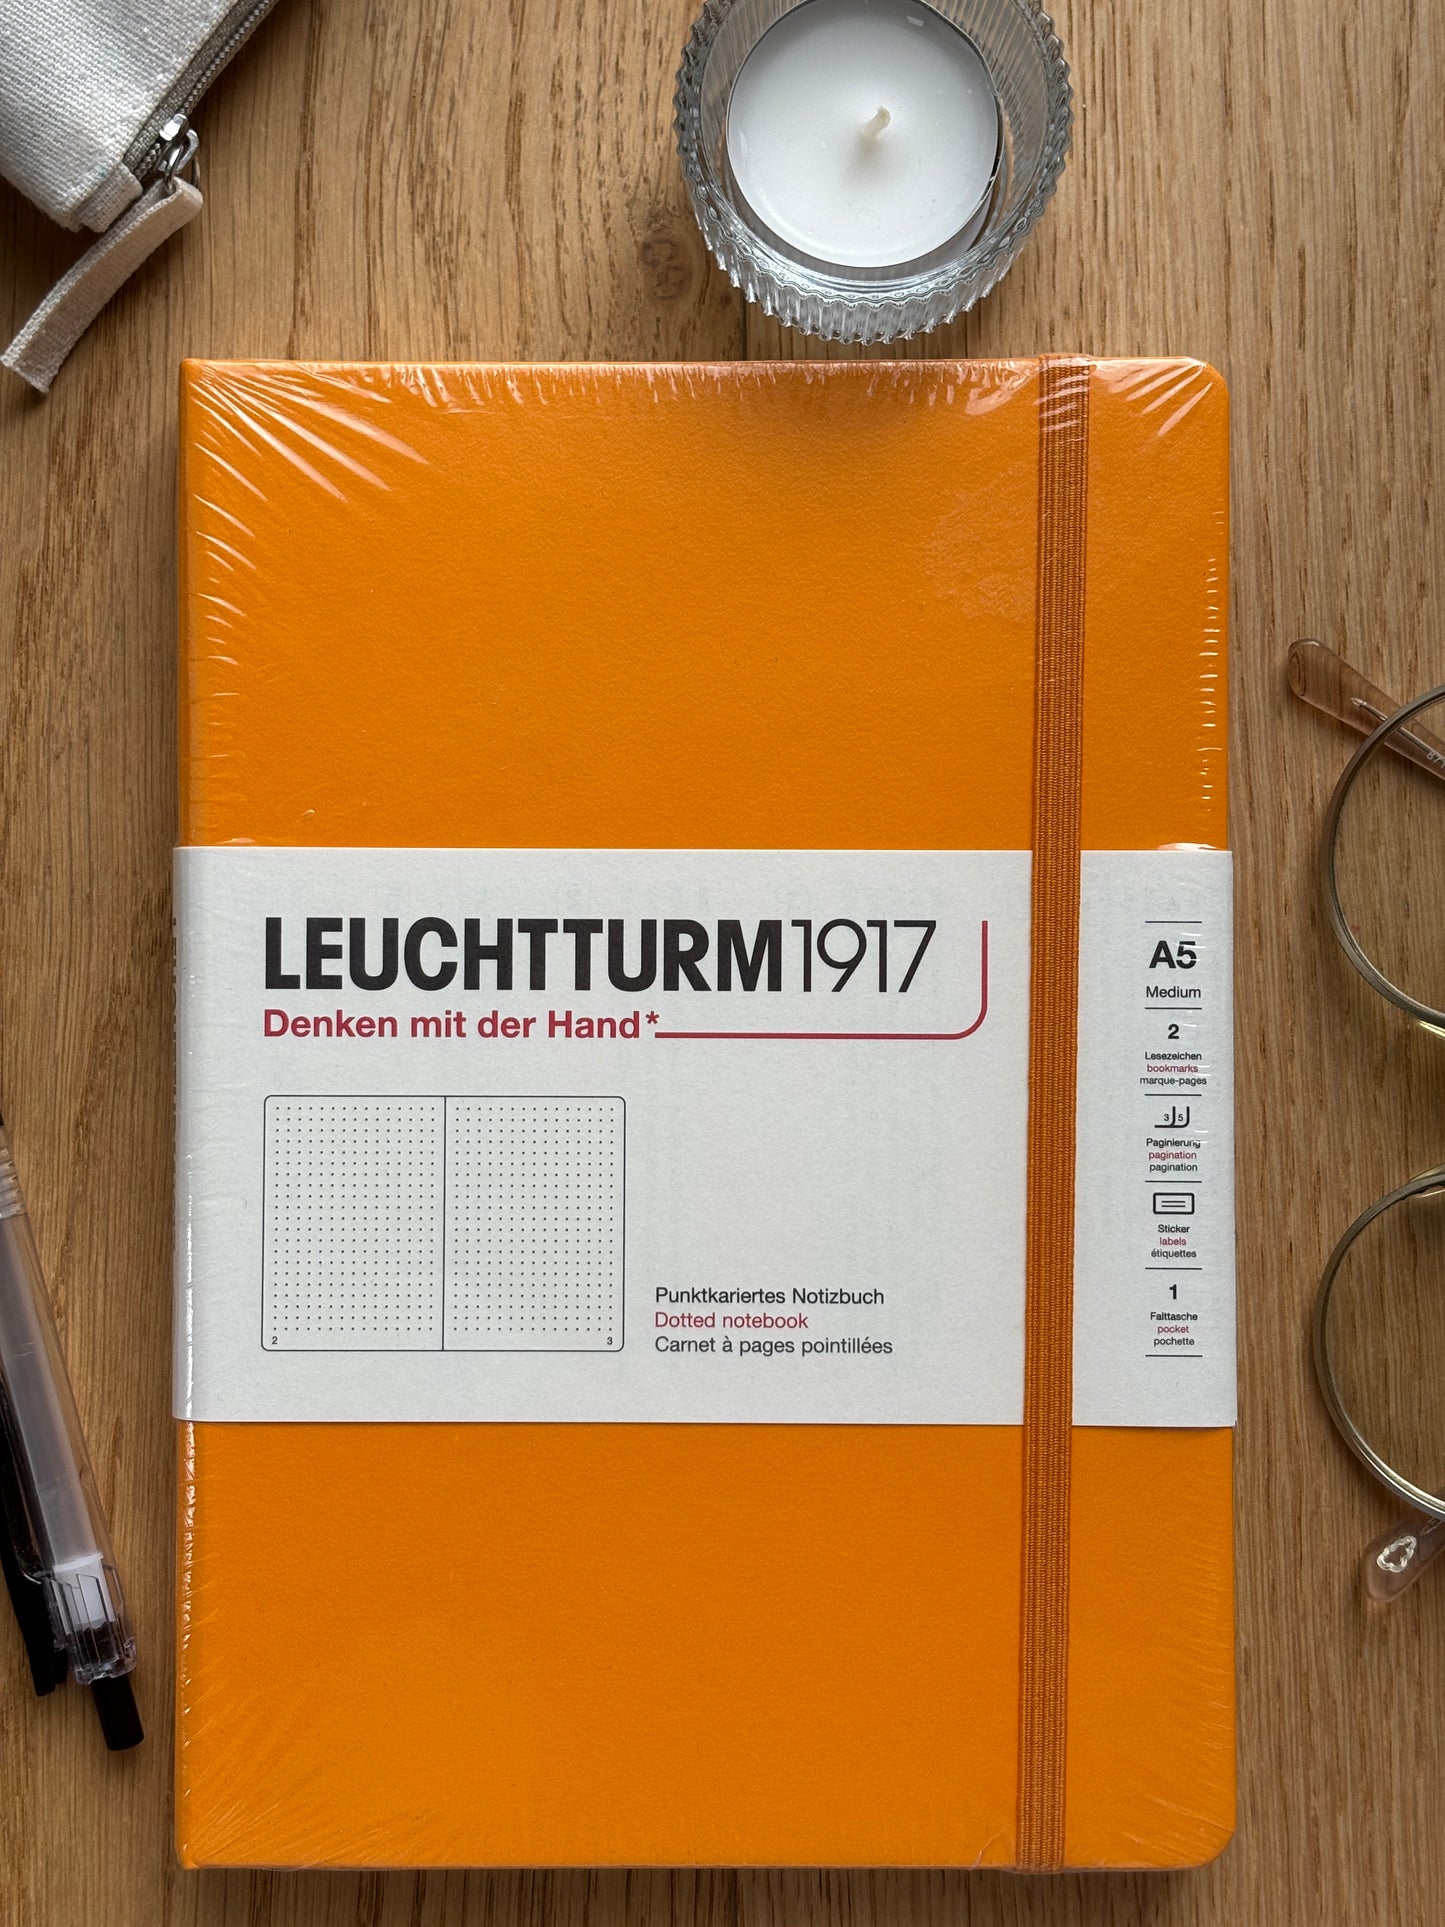 LEUCHTTURM1917
Denken mit der Hand*
2
3
Punktkariertes Notizbuch
Dotted notebook
Carnet à pages pointillées
A5
Medium
2
Lesezeichen
bookmarks
marque-pages
3 5
Paginierung
pagination
pagination
Sticker
labels
étiquettes
1
Falttasche
pocket
pochette